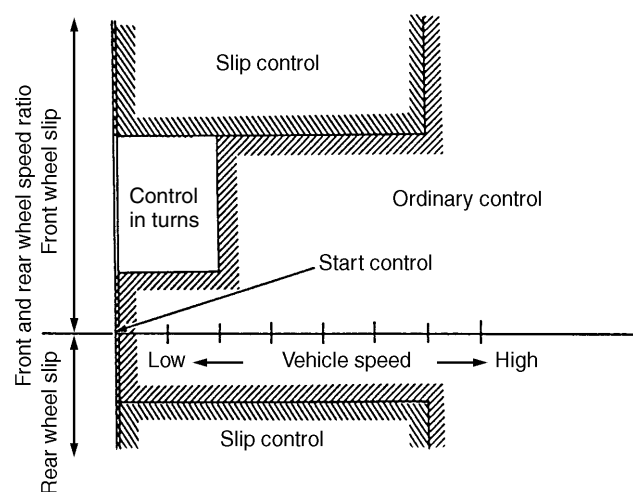 Slip control
Control
in turns
Ordinary control
Start control
Low
Vehicle speed
High
Slip control
Front and rear wheel speed ratio
Front wheel slip
Rear wheel slip